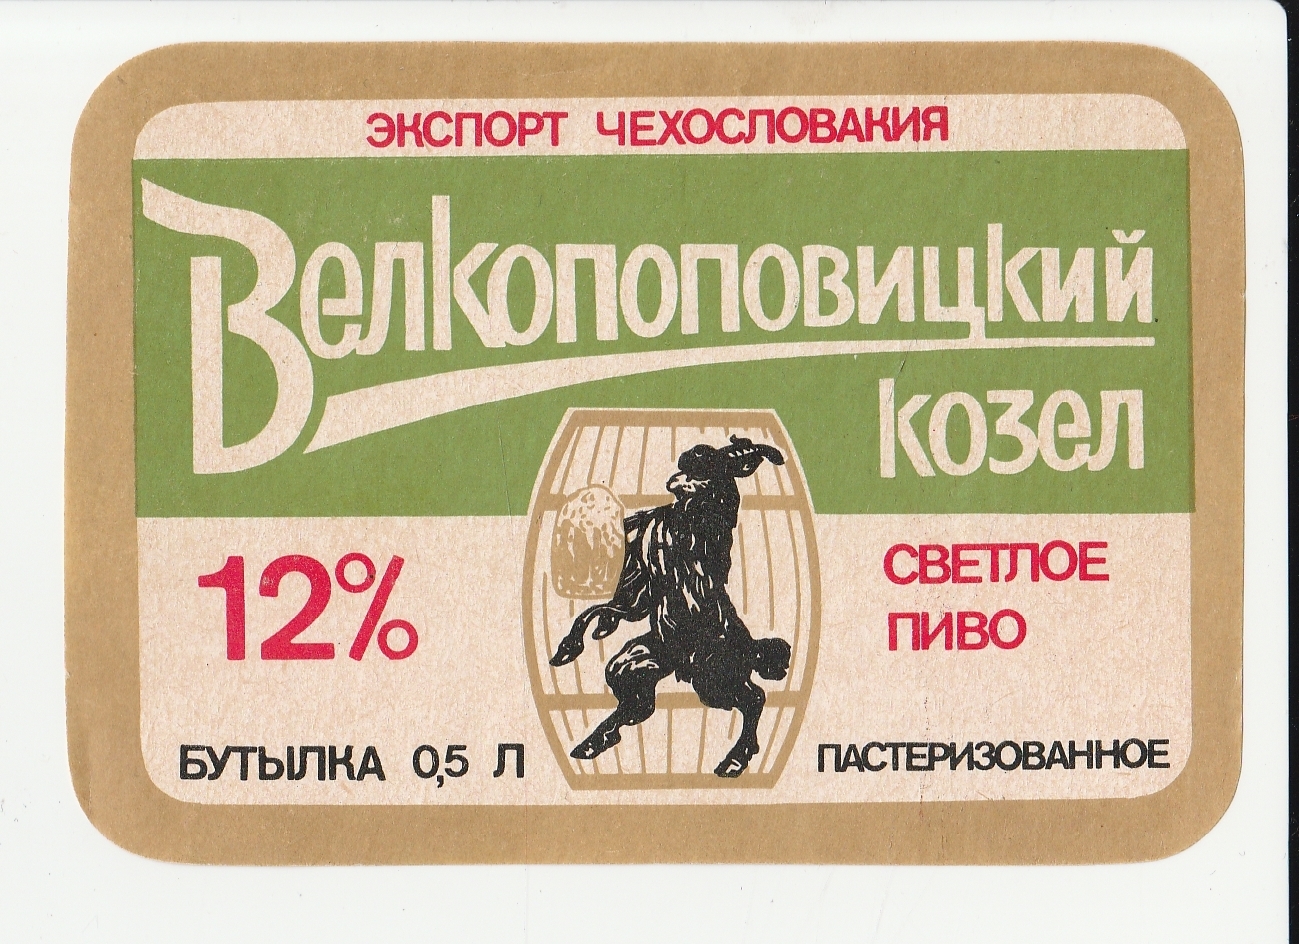 ЭКСПОРТ ЧЕХОСЛОВАКИЯ
Велкопоповицкий
козел
12%
СВЕТЛОЕ
ПИВО
БУТЫЛКА 0,5 Л
ПАСТЕРИЗОВАННОЕ